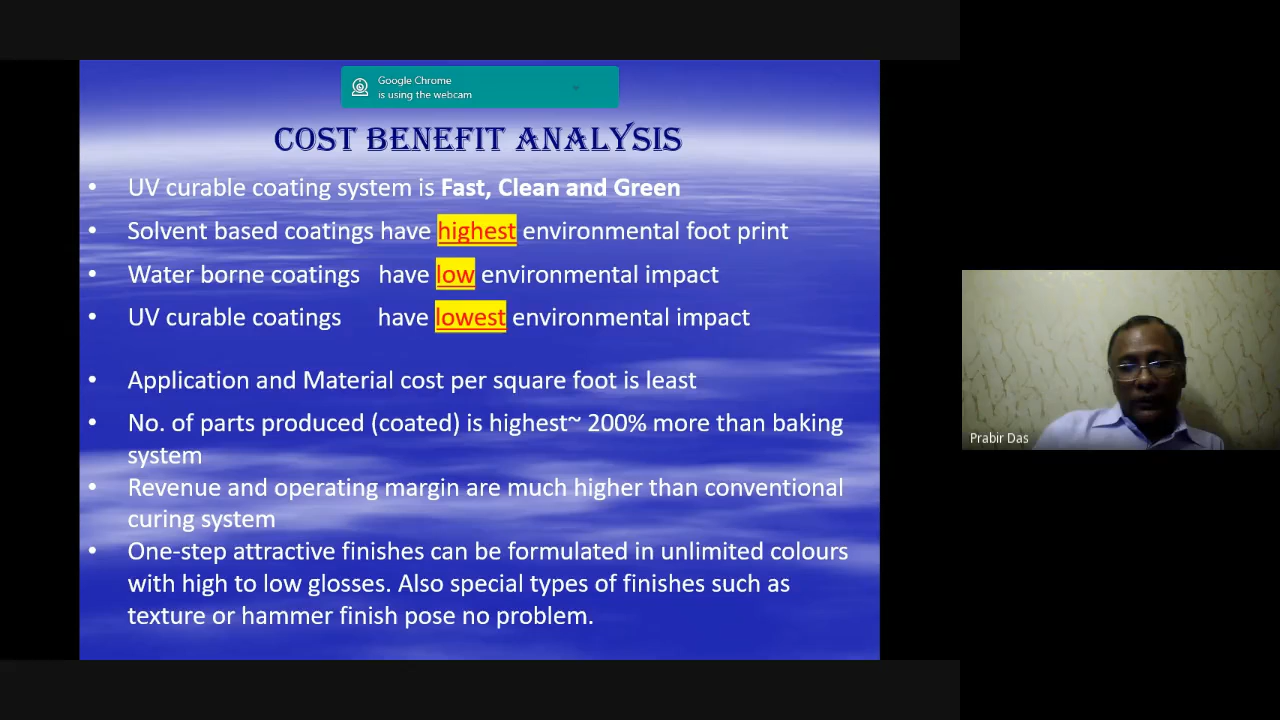 Google Chrome
is using the webcam
COST BENEFIT ANALYSIS
• UV curable coating system is Fast, Clean and Green
• Solvent based coatings have highest environmental foot print
• Water borne coatings have low environmental impact
• UV curable coatings have lowest environmental impact
• Application and Material cost per square foot is least
• No. of parts produced (coated) is highest~ 200% more than baking
system
• Revenue and operating margin are much higher than conventional
curing system
• One-step attractive finishes can be formulated in unlimited colours
with high to low glosses. Also special types of finishes such as
texture or hammer finish pose no problem.
Prabir Das